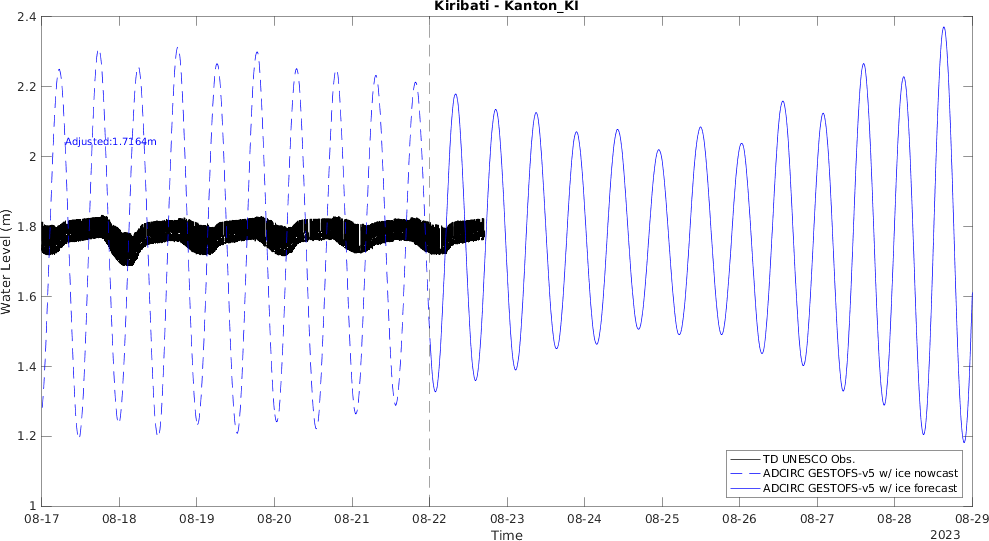 Kiribati - Kanton_KI
2.4
2.2
2
1.8
1.6
1.4
1.2
1
Water Level (m)
Adjusted:1.7164m
TD UNESCO Obs.
ADCIRC GESTOFS-v5 w/ ice nowcast
ADCIRC GESTOFS-v5 w/ ice forecast
08-17 08-18 08-19 08-20 08-21 08-22 08-23 08-24 08-25 08-26 08-27 08-28 08-29
Time
2023